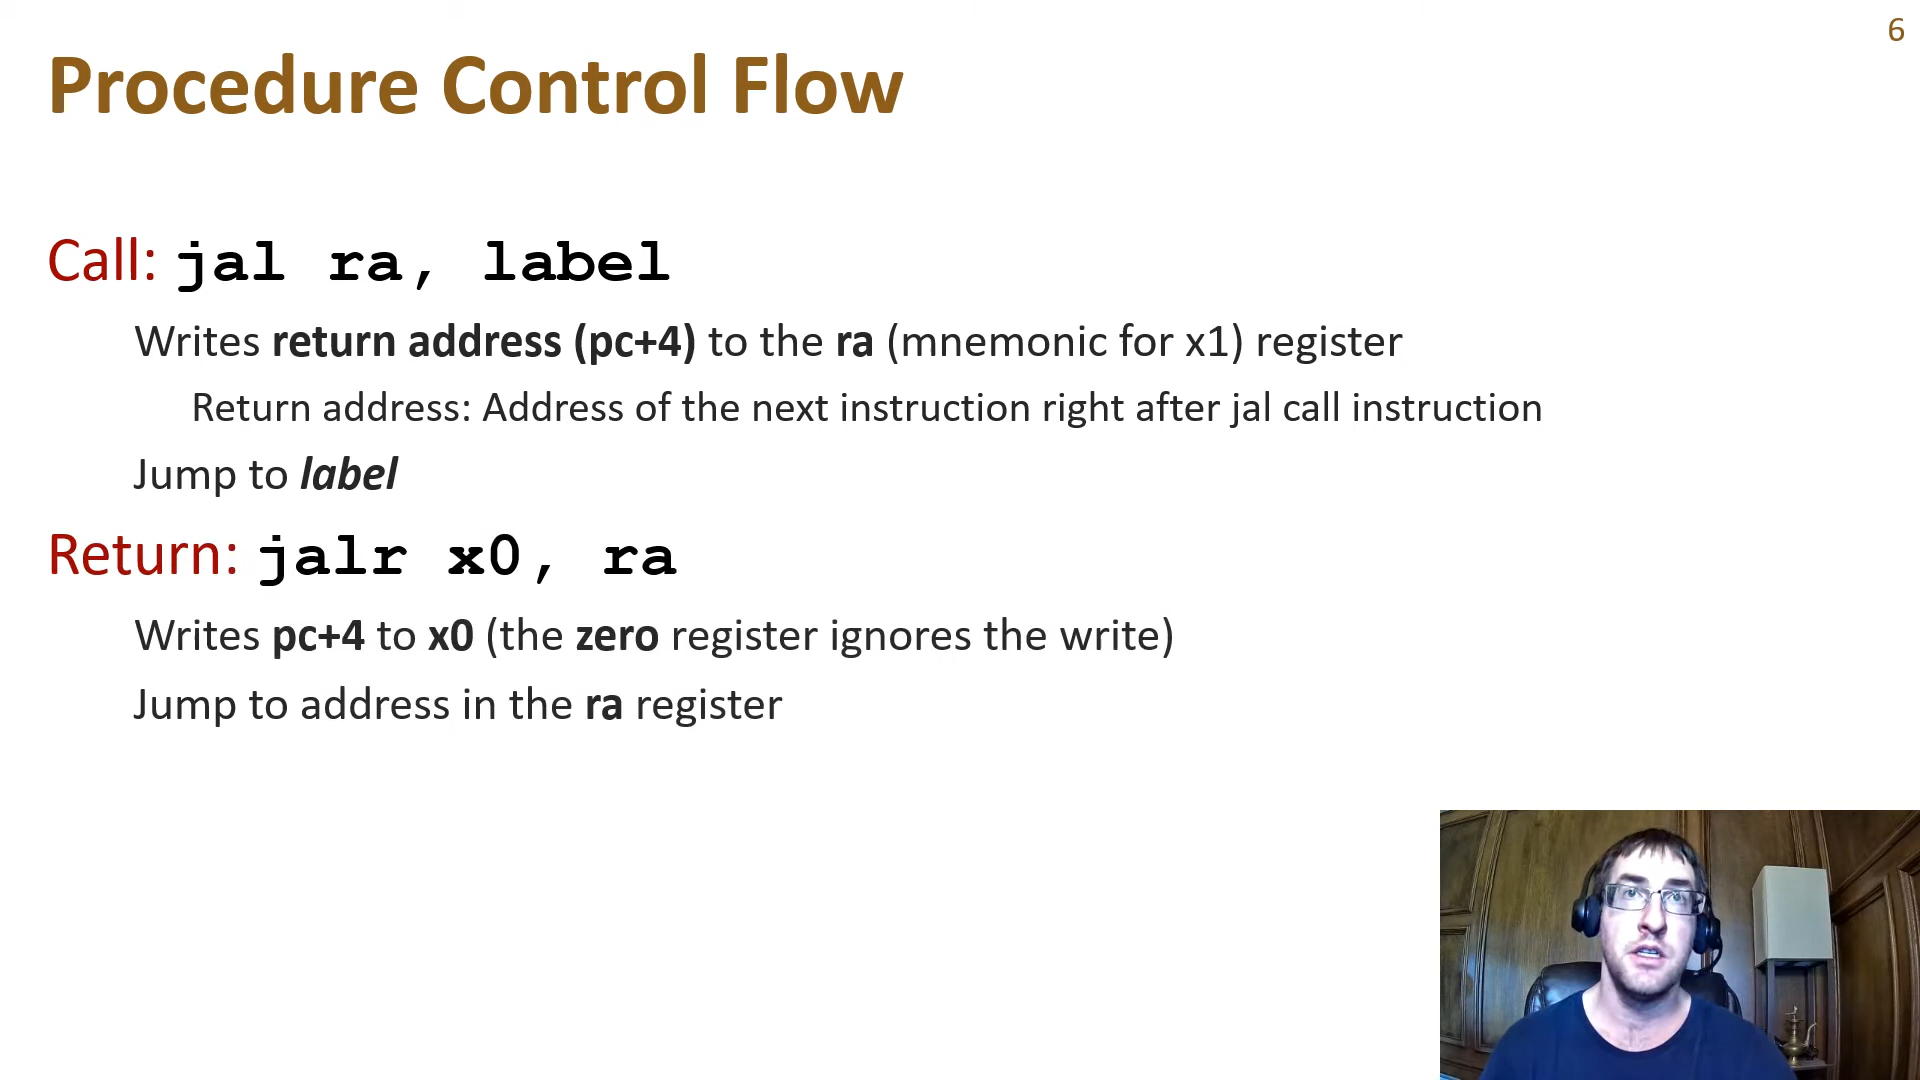 6
Procedure Control Flow
Call: jal ra, label
Writes return address (pc+4) to the ra (mnemonic for x1) register
Return address: Address of the next instruction right after jal call instruction
Jump to label
Return: jalr x0, ra
Writes pc+4 to x0 (the zero register ignores the write)
Jump to address in the ra register